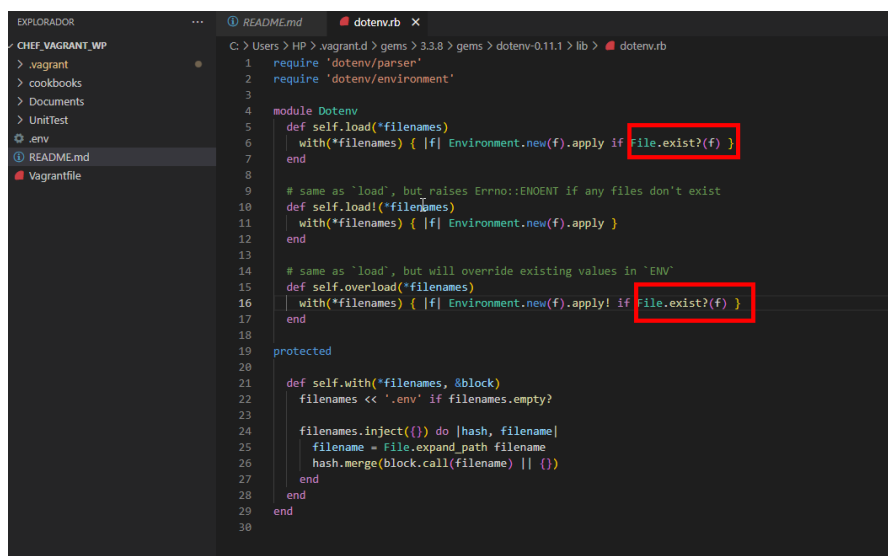 EXPLORADOR ...
CHEF_VAGRANT_WP
.vagrant
cookbooks
Documents
UnitTest
.env
README.md
Vagrantfile
README.md dotenv.rb
C: > Users > HP > .vagrant.d > gems > 3.3.8 > gems > dotenv-0.11.1 > lib > dotenv.rb
1 require 'dotenv/parser'
2 require 'dotenv/environment'
3
4 module Dotenv
5 def self.load(*filenames)
6 with(*filenames) { |f| Environment.new(f).apply if File.exist?(f) }
7 end
8
9 # same as `load`, but raises Errno::ENOENT if any files don't exist
10 def self.load!(*filenames)
11 with(*filenames) { |f| Environment.new(f).apply }
12 end
13
14 # same as `load`, but will override existing values in `ENV`
15 def self.overload(*filenames)
16 with(*filenames) { |f| Environment.new(f).apply! if File.exist?(f) }
17 end
18
19 protected
20
21 def self.with(*filenames, &block)
22 filenames << '.env' if filenames.empty?
23
24 filenames.inject({}) do |hash, filename|
25 filename = File.expand_path filename
26 hash.merge(block.call(filename) || {})
27 end
28 end
29 end
30